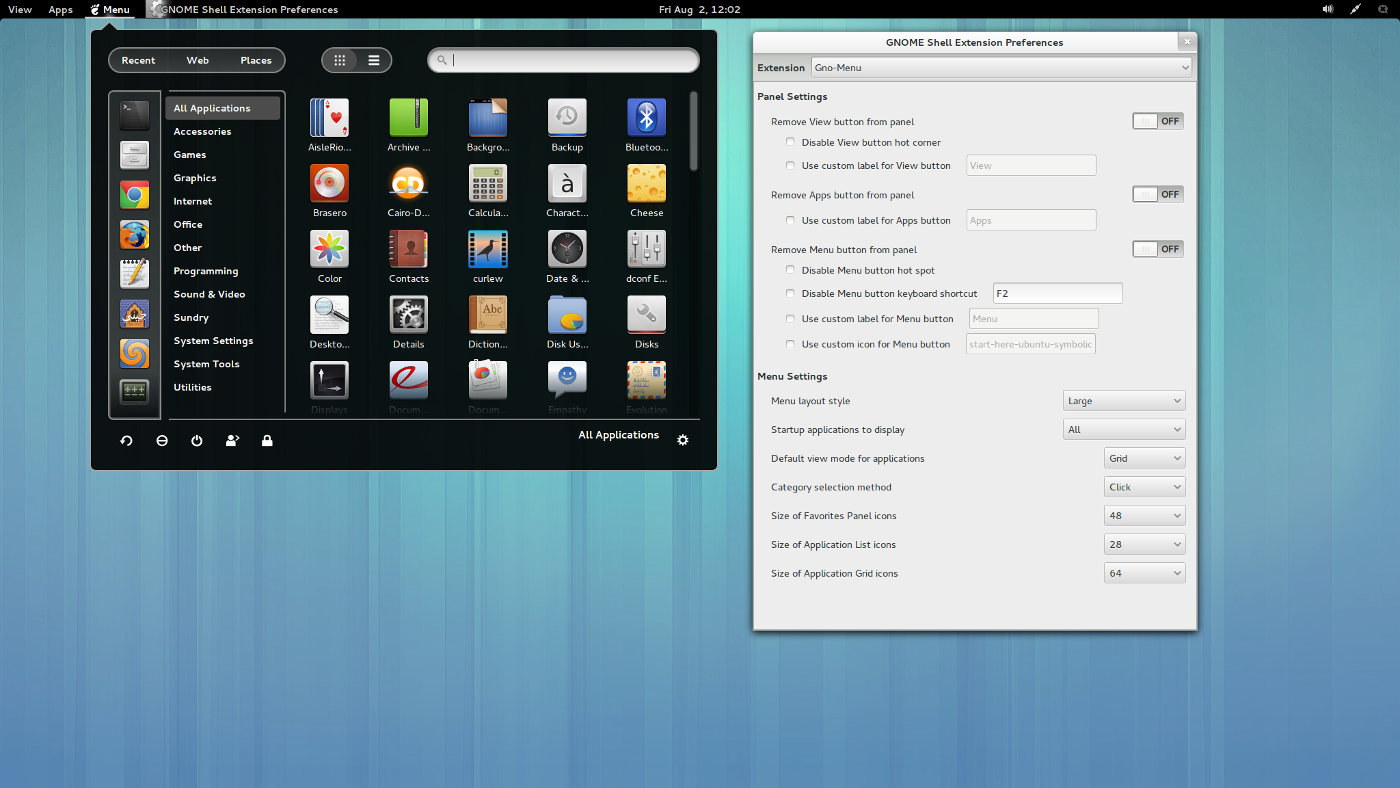 View Apps Menu GNOME Shell Extension Preferences Fri Aug 2, 12:02
Recent Web Places
All Applications
Accessories
Games
Graphics
Internet
Office
Other
Programming
Sound & Video
Sundry
System Settings
System Tools
Utilities
AisleRio... Archive ... Backgro... Backup Bluetoo...
Brasero Cairo-D... Calcula... Charact... Cheese
Color Contacts curlew Date & ... dconf E...
Deskto... Details Diction... Disk Us... Disks
Displays Docum... Docum... Empathy Evolution
All Applications
GNOME Shell Extension Preferences
Extension Gno-Menu
Panel Settings
Remove View button from panel OFF
Disable View button hot corner
Use custom label for View button View
Remove Apps button from panel OFF
Use custom label for Apps button Apps
Remove Menu button from panel OFF
Disable Menu button hot spot
Disable Menu button keyboard shortcut F2
Use custom label for Menu button Menu
Use custom icon for Menu button start-here-ubuntu-symbolic
Menu Settings
Menu layout style Large
Startup applications to display All
Default view mode for applications Grid
Category selection method Click
Size of Favorites Panel icons 48
Size of Application List icons 28
Size of Application Grid icons 64